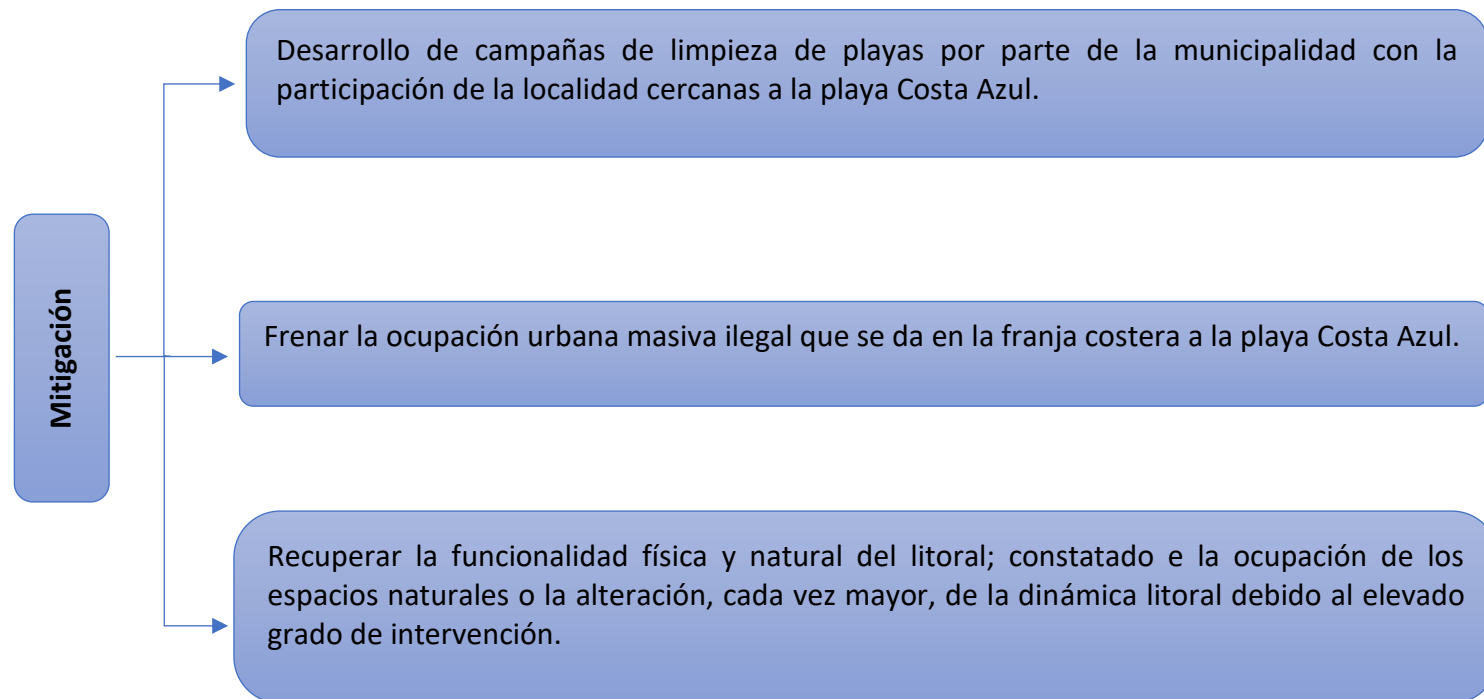 Desarrollo de campañas de limpieza de playas por parte de la municipalidad con la
participación de la localidad cercanas a la playa Costa Azul.
Mitigación
Frenar la ocupación urbana masiva ilegal que se da en la franja costera a la playa Costa Azul.
Recuperar la funcionalidad física y natural del litoral; constatado e la ocupación de los
espacios naturales o la alteración, cada vez mayor, de la dinámica litoral debido al elevado
grado de intervención.